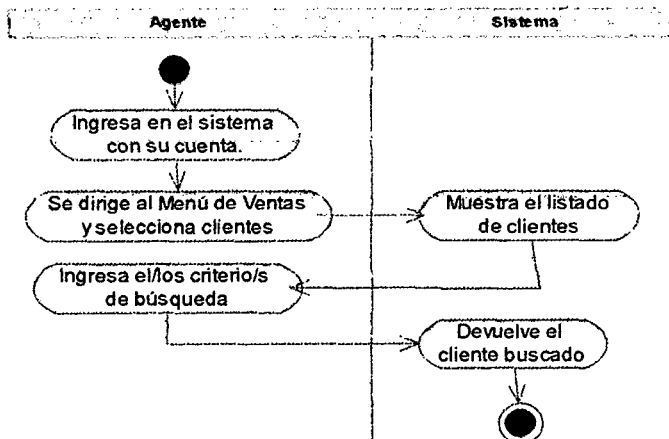 Agente
Sistema
Ingresa en el sistema
con su cuenta.
Se dirige al Menú de Ventas
y selecciona clientes
Muestra el listado
de clientes
Ingresa el/los criterio/s
de búsqueda
Devuelve el
cliente buscado